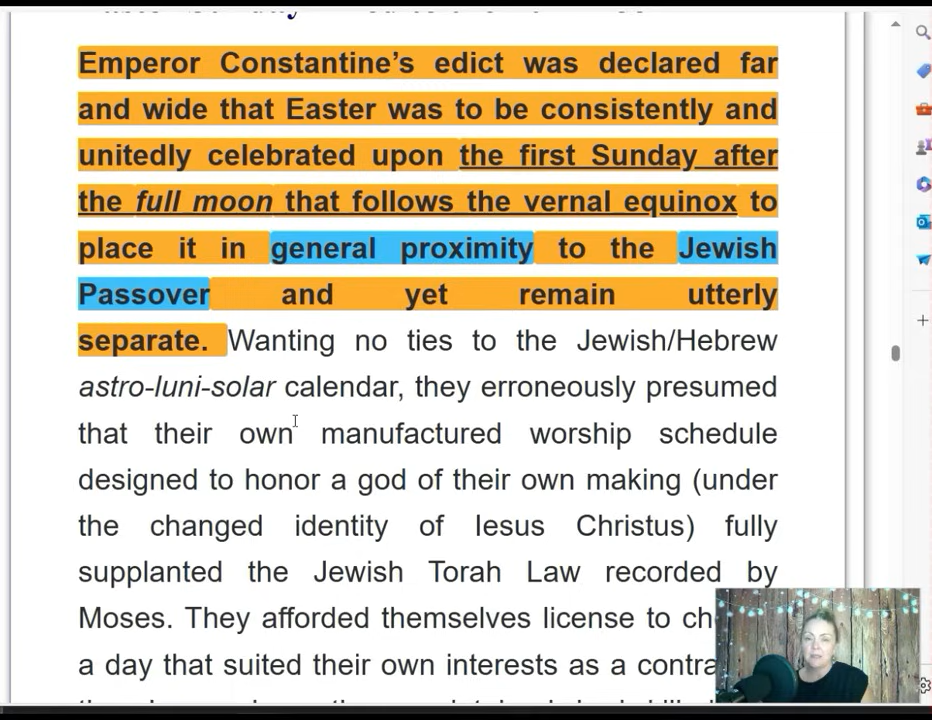 Emperor Constantine’s edict was declared far
and wide that Easter was to be consistently and
unitedly celebrated upon the first Sunday after
the full moon that follows the vernal equinox to
place it in general proximity to the Jewish
Passover and yet remain utterly
separate. Wanting no ties to the Jewish/Hebrew
astro-luni-solar calendar, they erroneously presumed
that their own manufactured worship schedule
designed to honor a god of their own making (under
the changed identity of Iesus Christus) fully
supplanted the Jewish Torah Law recorded by
Moses. They afforded themselves license to
a day that suited their own interests as a